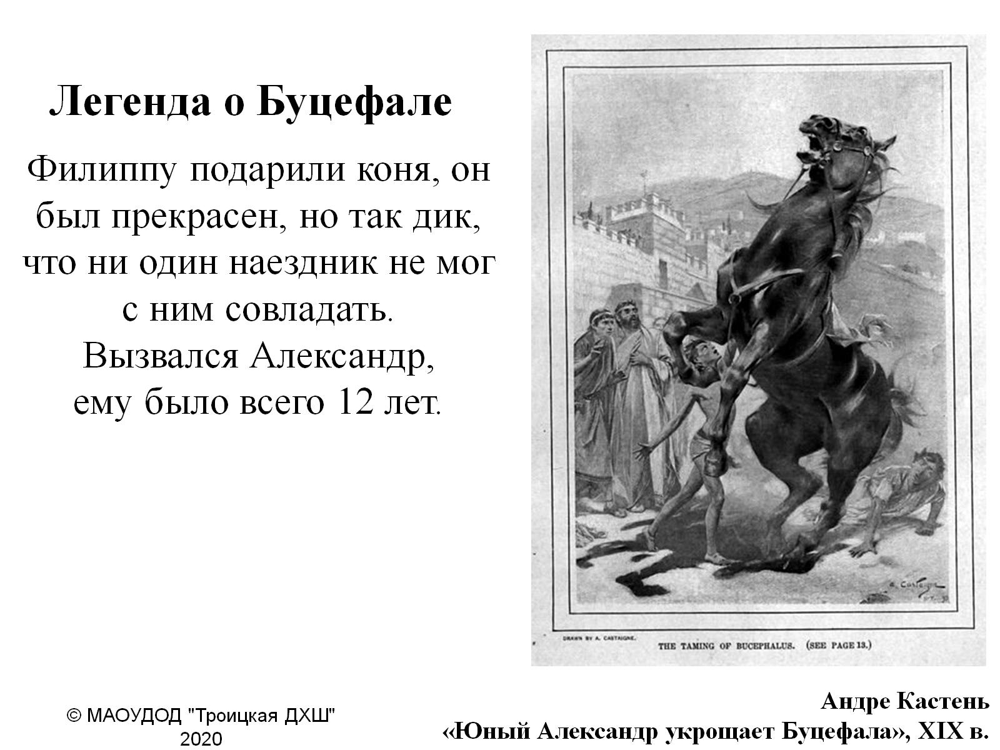 Легенда о Буцефале
Филиппу подарили коня, он
был прекрасен, но так дик,
что ни один наездник не мог
с ним совладать.
Вызвался Александр,
ему было всего 12 лет.
A. Castaigne
DRAWN BY A. CASTAIGNE.
THE TAMING OF BUCEPHALUS. (SEE PAGE 13.)
Андре Кастень
«Юный Александр укрощает Буцефала», XIX в.
© МАОУДОД "Троицкая ДХШ"
2020